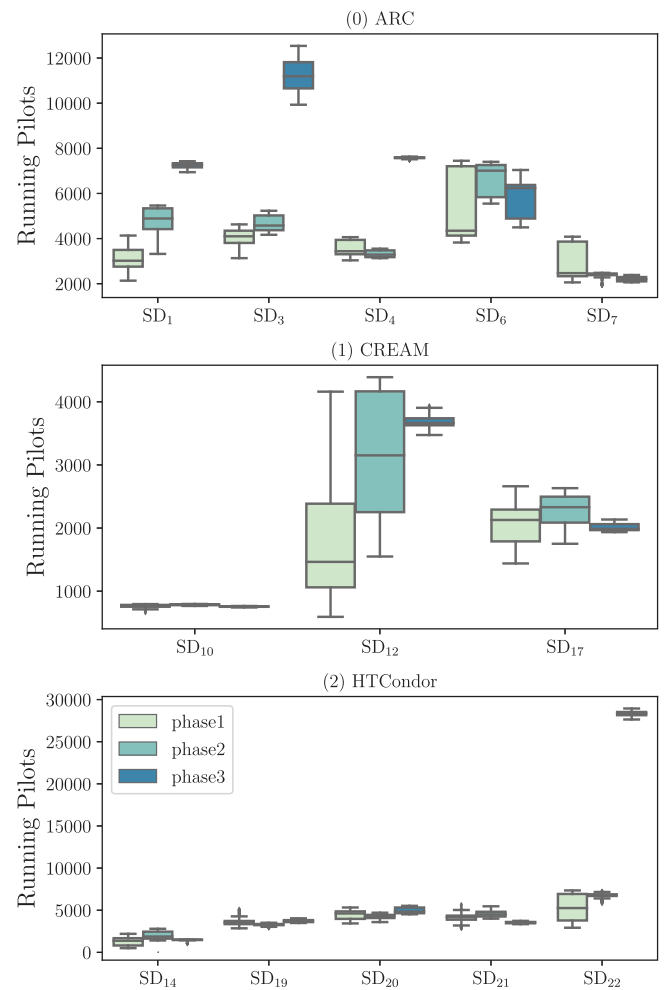 (0) ARC
12000
10000
8000
6000
4000
2000
Running Pilots
SD₁ SD₃ SD₄ SD₆ SD₇
(1) CREAM
4000
3000
2000
1000
Running Pilots
SD₁₀ SD₁₂ SD₁₇
(2) HTCondor
30000
25000
20000
15000
10000
5000
0
Running Pilots
phase1
phase2
phase3
SD₁₄ SD₁₉ SD₂₀ SD₂₁ SD₂₂